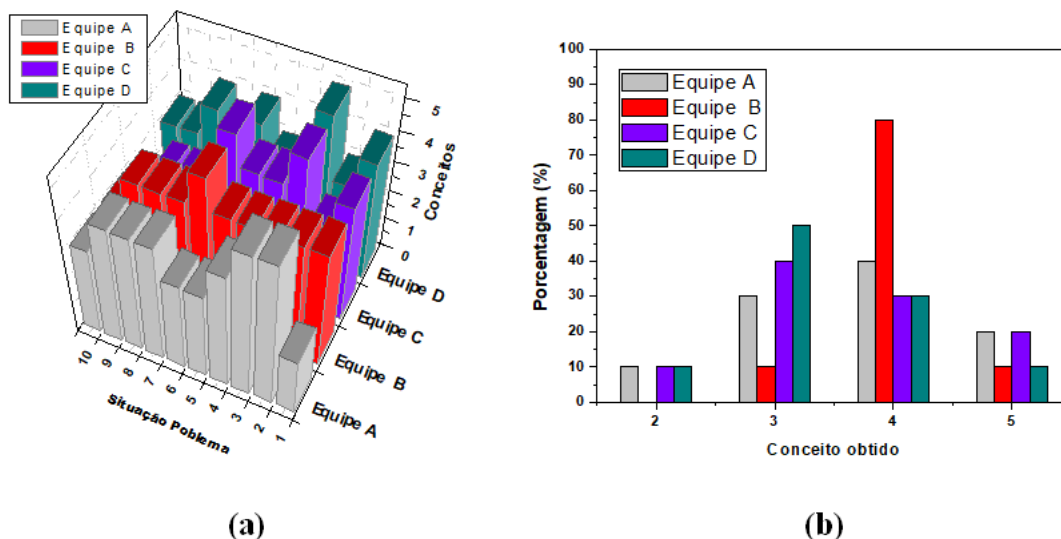 Equipe A
Equipe B
Equipe C
Equipe D
5
4
3
2
1
0
Conceitos
Equipe D
Equipe C
Equipe B
Equipe A
10
9
8
7
6
5
4
3
2
1
Situação Poblema
(a)
100
90
80
70
60
50
40
30
20
10
0
Porcentagem (%)
Equipe A
Equipe B
Equipe C
Equipe D
2 3 4 5
Conceito obtido
(b)